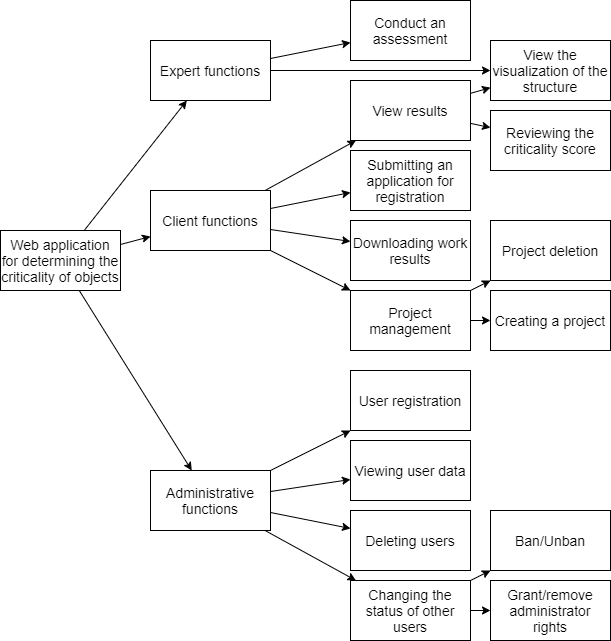 Conduct an
assessment
Expert functions
View the
visualization of the
structure
View results
Reviewing the
criticality score
Submitting an
application for
registration
Client functions
Web application
for determining the
criticality of objects
Downloading work
results
Project deletion
Project
management
Creating a project
User registration
Viewing user data
Administrative
functions
Deleting users
Ban/Unban
Changing the
status of other
users
Grant/remove
administrator
rights